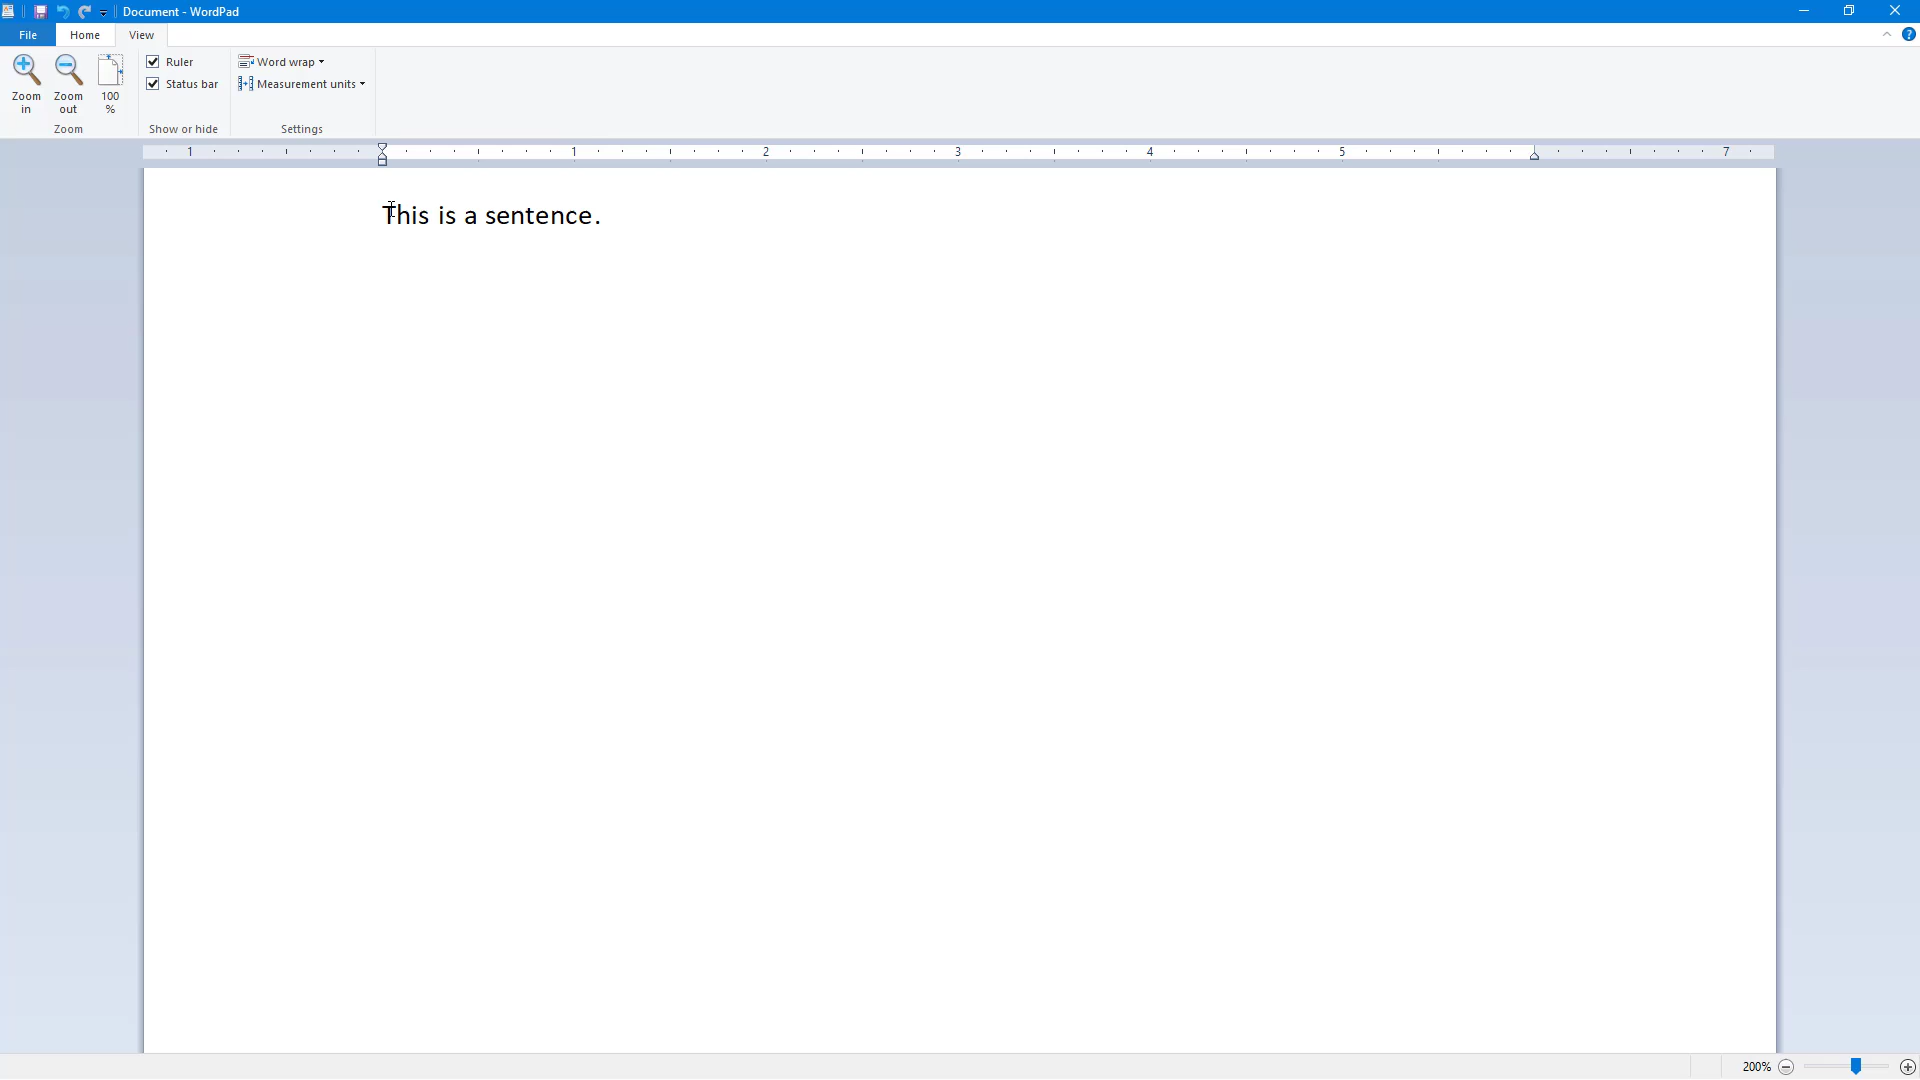 Document - WordPad
File Home View
Zoom in
Zoom out
100 %
Ruler
Status bar
Word wrap
Measurement units
Zoom
Show or hide
Settings
1 1 2 3 4 5 7
This is a sentence.
200%